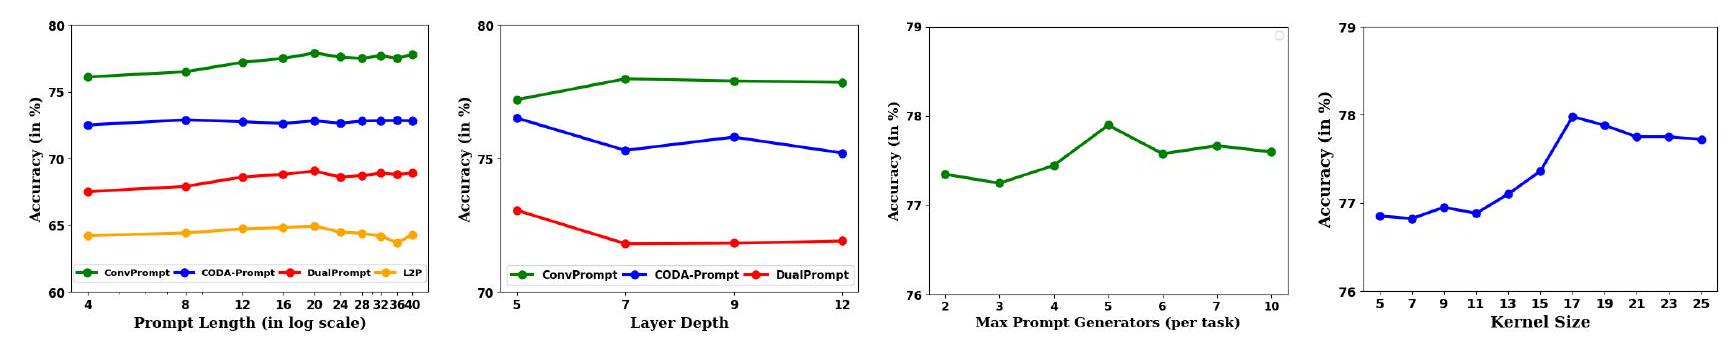 80
75
70
65
60
Accuracy (in %)
ConvPrompt CODA-Prompt DualPrompt L2P
4 8 12 16 20 24 28 32 36 40
Prompt Length (in log scale)
80
75
70
Accuracy (in %)
ConvPrompt CODA-Prompt DualPrompt
5 7 9 12
Layer Depth
79
78
77
76
Accuracy (in %)
2 3 4 5 6 7 10
Max Prompt Generators (per task)
79
78
77
76
Accuracy (in %)
5 7 9 11 13 15 17 19 21 23 25
Kernel Size